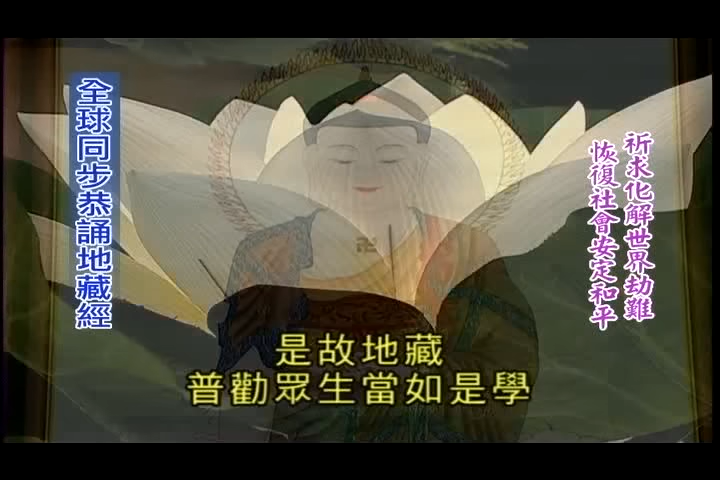 全球同步恭誦地藏經
祈求化解世界劫難
恢復社會安定和平
是故地藏
普勸眾生當如是學